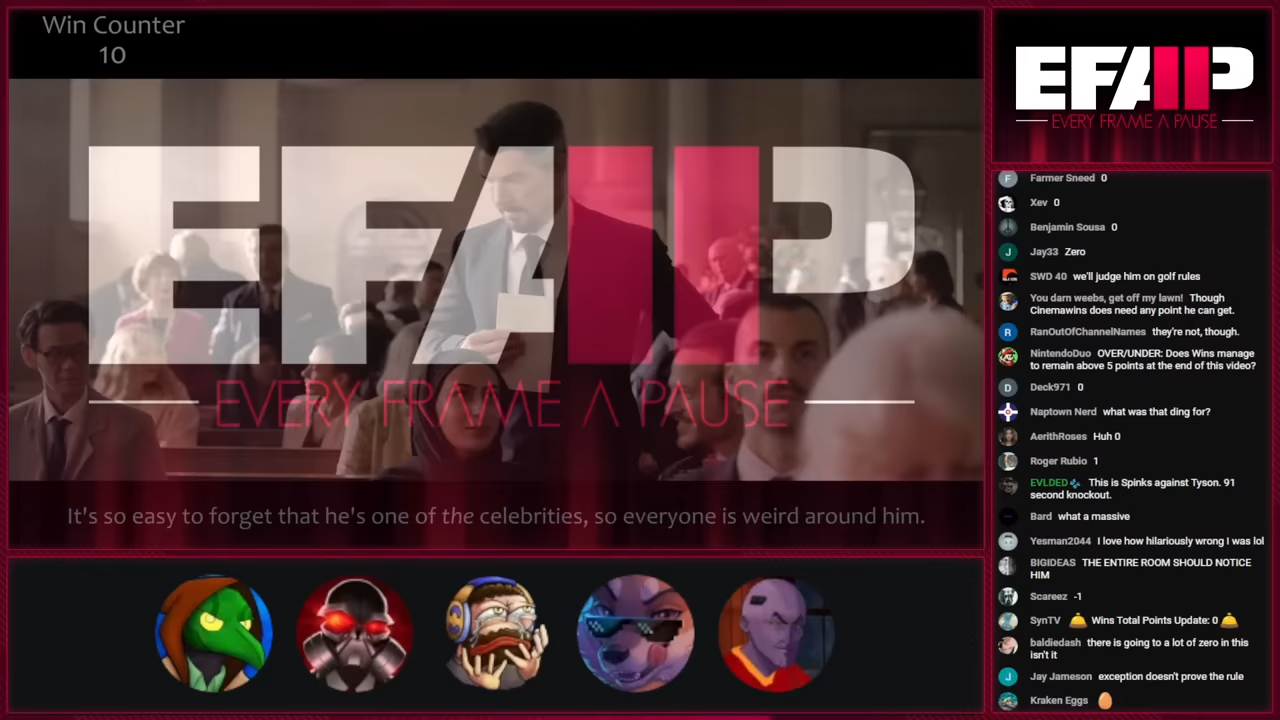 Win Counter
10
EFAP
EVERY FRAME A PAUSE
It's so easy to forget that he's one of the celebrities, so everyone is weird around him.
EFAP
EVERY FRAME A PAUSE
F Farmer Sneed 0
Xev 0
Benjamin Sousa 0
J Jay33 Zero
SWD 40 we'll judge him on golf rules
You darn weebs, get off my lawn! Though
Cinemawins does need any point he can get.
R RanOutOfChannelNames they're not, though.
NintendoDuo OVER/UNDER: Does Wins manage
to remain above 5 points at the end of this video?
D Deck971 0
Naptown Nerd what was that ding for?
AerithRoses Huh 0
Roger Rubio 1
EVLDED This is Spinks against Tyson. 91
second knockout.
Bard what a massive
Yesman2044 I love how hilariously wrong I was lol
BIGIDEAS THE ENTIRE ROOM SHOULD NOTICE
HIM
Scareez -1
SynTV Wins Total Points Update: 0
baldiedash there is going to a lot of zero in this
isn't it
J Jay Jameson exception doesn't prove the rule
Kraken Eggs